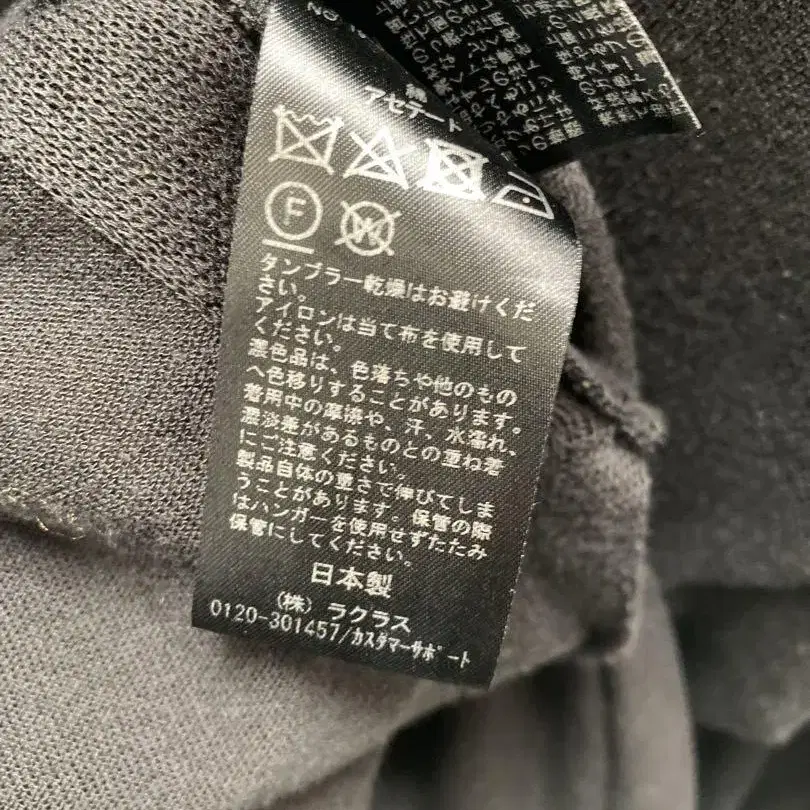 綿
アセテート
F
W
タンブラー乾燥はお避けくだ
さい。
アイロンは当て布を使用して
ください。
濃色品は、色落ちや他のもの
へ色移りすることがあります。
着用中の摩擦や、汗、水濡れ、
濃淡差があるものとの重ね着
にご注意ください。
製品自体の重さで伸びてしま
うことがあります。保管の際
はハンガーを使用せずたたみ
保管にしてください。
日本製
(株) ラクラス
0120-301457/カスタマーサポート